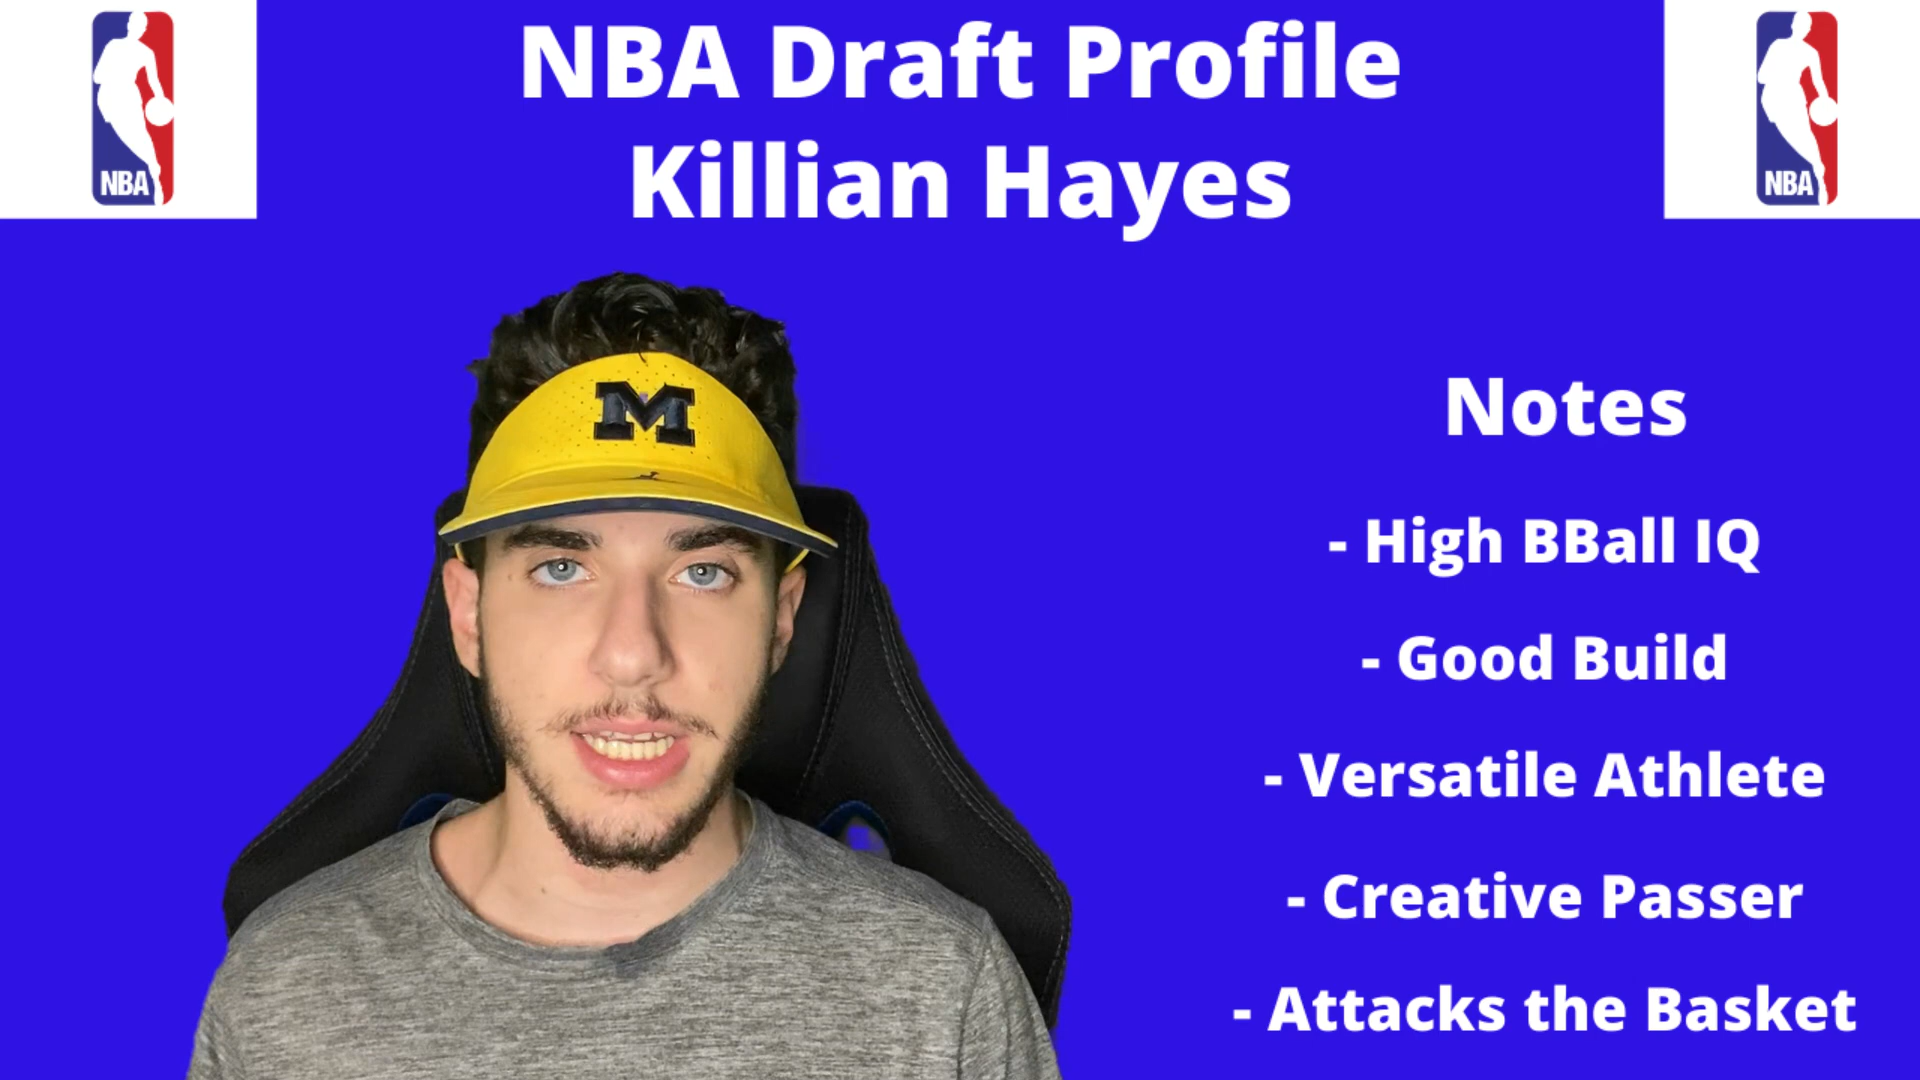 NBA Draft Profile
Killian Hayes
NBA
NBA
M
Notes
- High BBall IQ
- Good Build
- Versatile Athlete
- Creative Passer
- Attacks the Basket